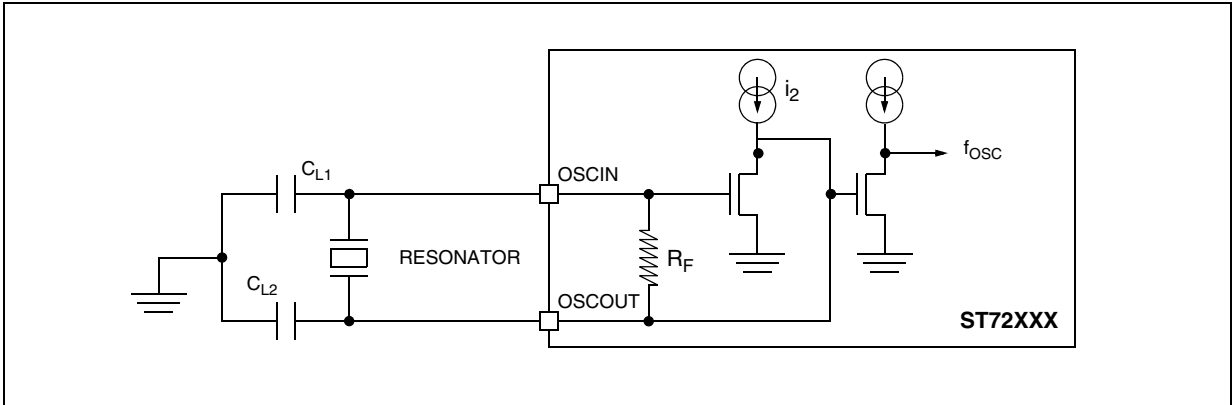 i2
fOSC
CL1
OSCIN
RESONATOR
RF
CL2
OSCOUT
ST72XXX